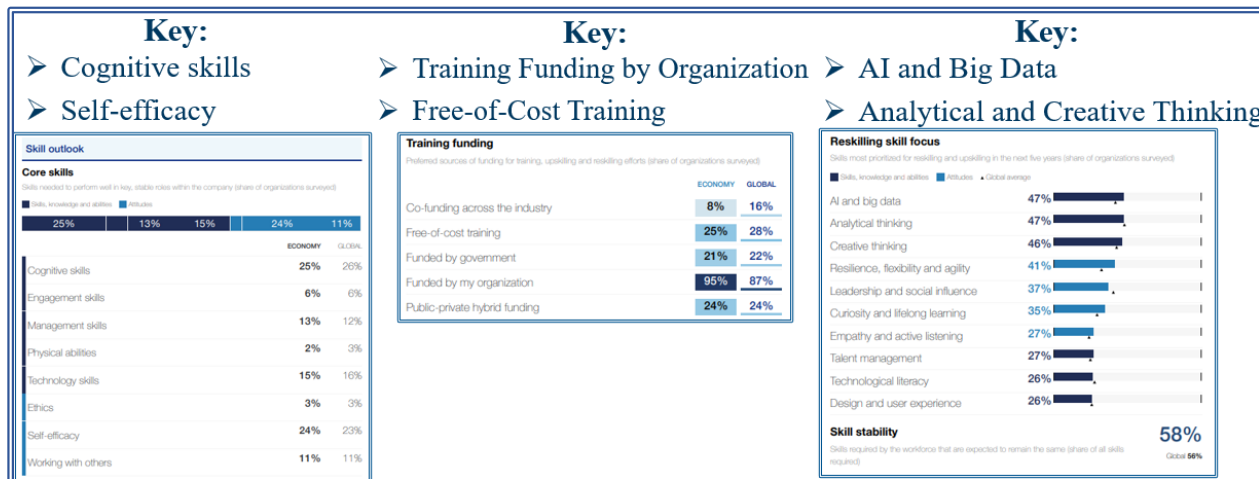 Key:
➢ Cognitive skills
➢ Self-efficacy
Skill outlook
Core skills
Skills needed to perform well in key, stable roles within the company (share of organizations surveyed)
Skills, knowledge and abilities Attitudes
25% 13% 15% 24% 11%
ECONOMY GLOBAL
Cognitive skills 25% 26%
Engagement skills 6% 6%
Management skills 13% 12%
Physical abilities 2% 3%
Technology skills 15% 16%
Ethics 3% 3%
Self-efficacy 24% 23%
Working with others 11% 11%
Key:
➢ Training Funding by Organization
➢ Free-of-Cost Training
Training funding
Preferred sources of funding for training, upskilling and reskilling efforts (share of organizations surveyed)
ECONOMY GLOBAL
Co-funding across the industry 8% 16%
Free-of-cost training 25% 28%
Funded by government 21% 22%
Funded by my organization 95% 87%
Public-private hybrid funding 24% 24%
Key:
➢ AI and Big Data
➢ Analytical and Creative Thinking
Reskilling skill focus
Skills most prioritized for reskilling and upskilling in the next five years (share of organizations surveyed)
Skills, knowledge and abilities Attitudes Global average
AI and big data 47%
Analytical thinking 47%
Creative thinking 46%
Resilience, flexibility and agility 41%
Leadership and social influence 37%
Curiosity and lifelong learning 35%
Empathy and active listening 27%
Talent management 27%
Technological literacy 26%
Design and user experience 26%
Skill stability 58%
Skills required by the workforce that are expected to remain the same (share of all skills
required)
Global 56%